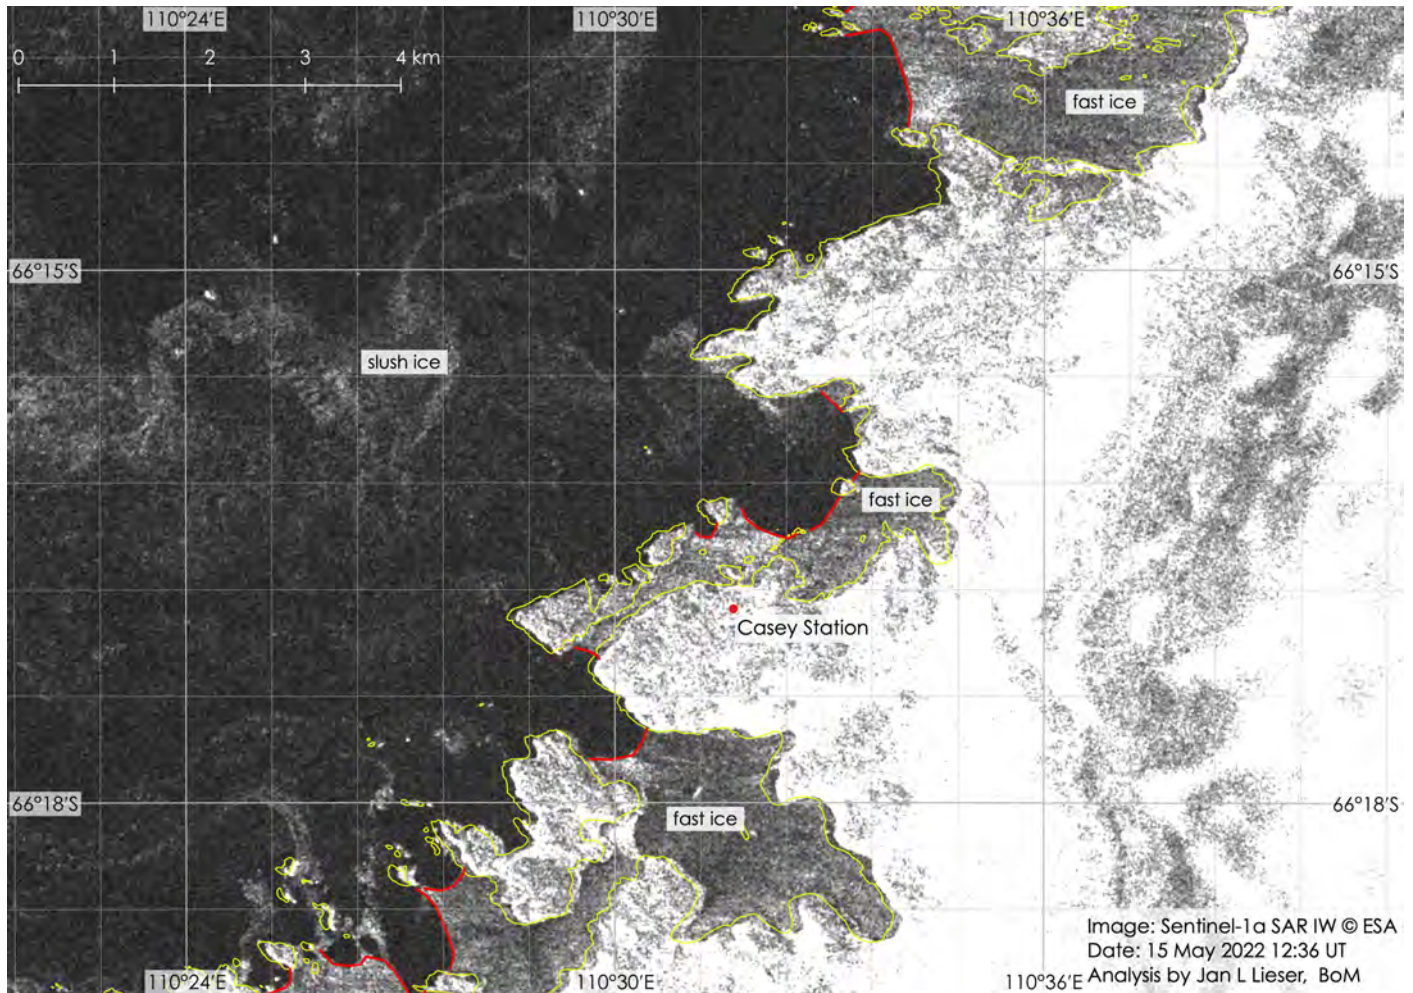 110°24'E
110°30'E
110°36'E
0 1 2 3 4 km
fast ice
66°15'S
66°15'S
slush ice
fast ice
Casey Station
66°18'S
66°18'S
fast ice
Image: Sentinel-1a SAR IW © ESA
Date: 15 May 2022 12:36 UT
Analysis by Jan L Lieser, BoM
110°24'E
110°30'E
110°36'E